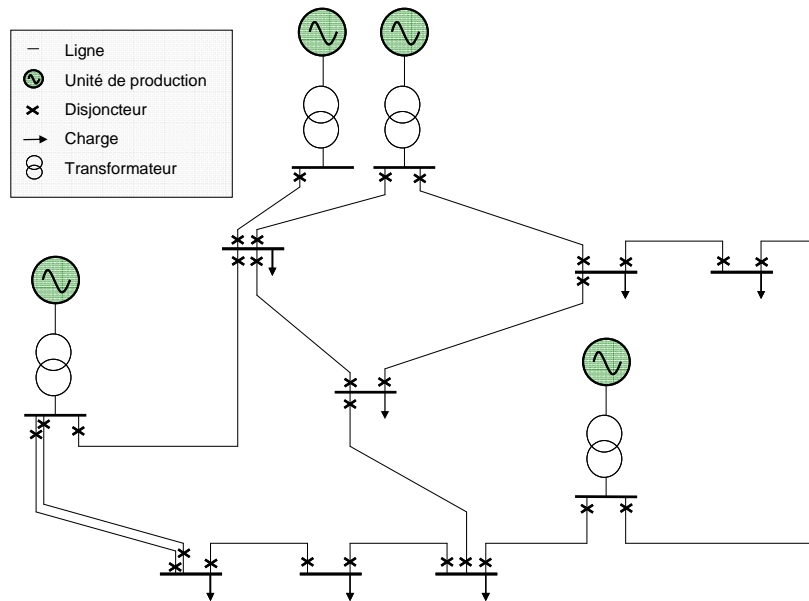 Ligne
Unité de production
Disjoncteur
Charge
Transformateur